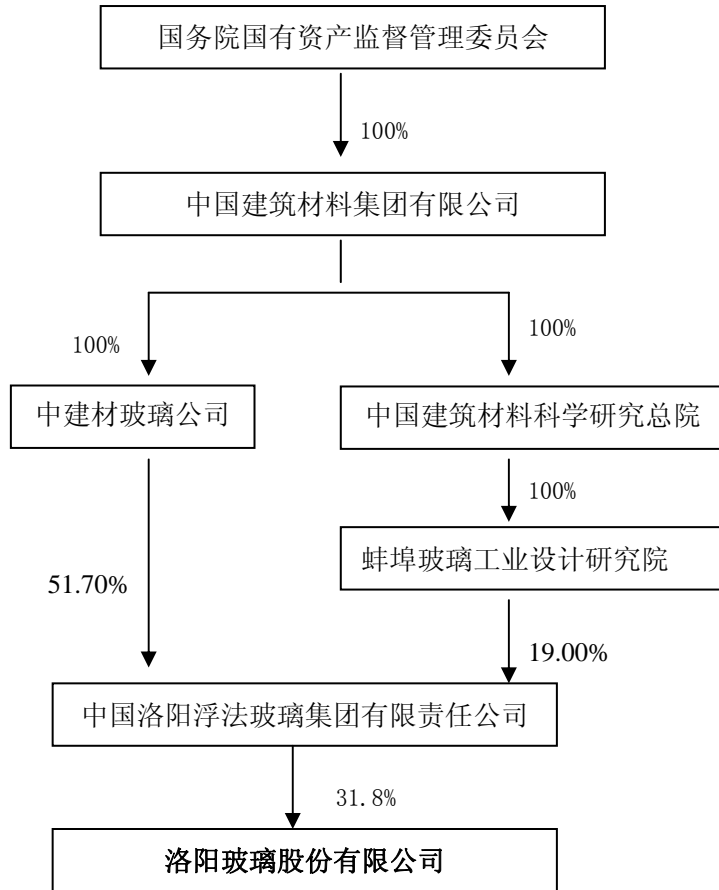 国务院国有资产监督管理委员会
100%
中国建筑材料集团有限公司
100%
100%
中建材玻璃公司
中国建筑材料科学研究总院
100%
蚌埠玻璃工业设计研究院
51.70%
19.00%
中国洛阳浮法玻璃集团有限责任公司
31.8%
洛阳玻璃股份有限公司